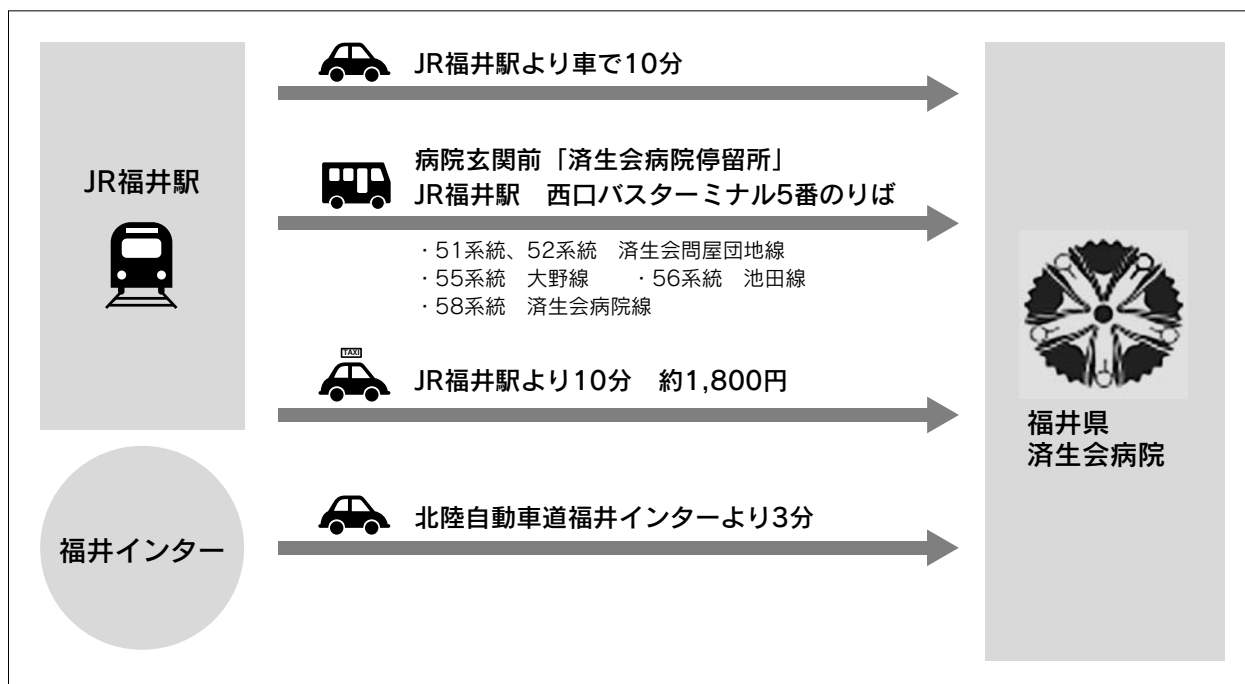 JR福井駅
JR福井駅より車で10分
病院玄関前「済生会病院停留所」
JR福井駅　西口バスターミナル5番のりば
・51系統、52系統　済生会問屋団地線
・55系統　大野線　　・56系統　池田線
・58系統　済生会病院線
TAXI
JR福井駅より10分　約1,800円
福井インター
北陸自動車道福井インターより3分
福井県
済生会病院